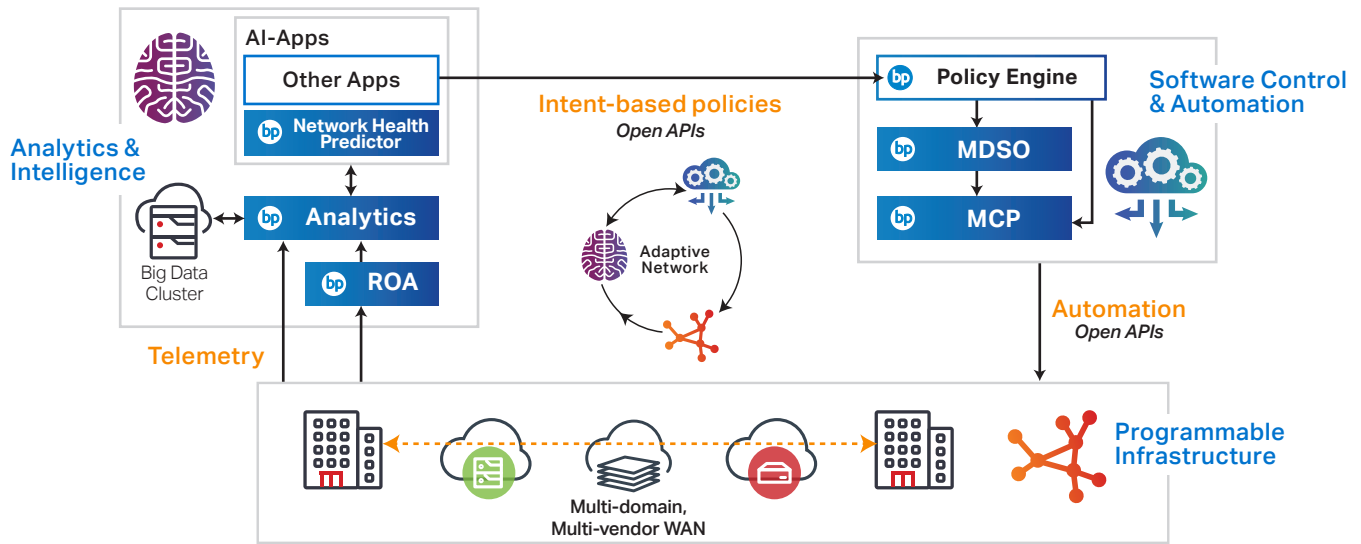 AI-Apps
Other Apps
bp Network Health
Predictor
Analytics &
Intelligence
bp Analytics
Big Data
Cluster
bp ROA
Telemetry
Intent-based policies
Open APIs
Adaptive
Network
bp Policy Engine
bp MDSO
bp MCP
Software Control
& Automation
Automation
Open APIs
Multi-domain,
Multi-vendor WAN
Programmable
Infrastructure